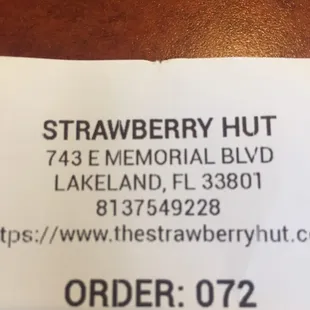 STRAWBERRY HUT
743 E MEMORIAL BLVD
LAKELAND, FL 33801
8137549228
tps://www.thestrawberryhut.c
ORDER: 072